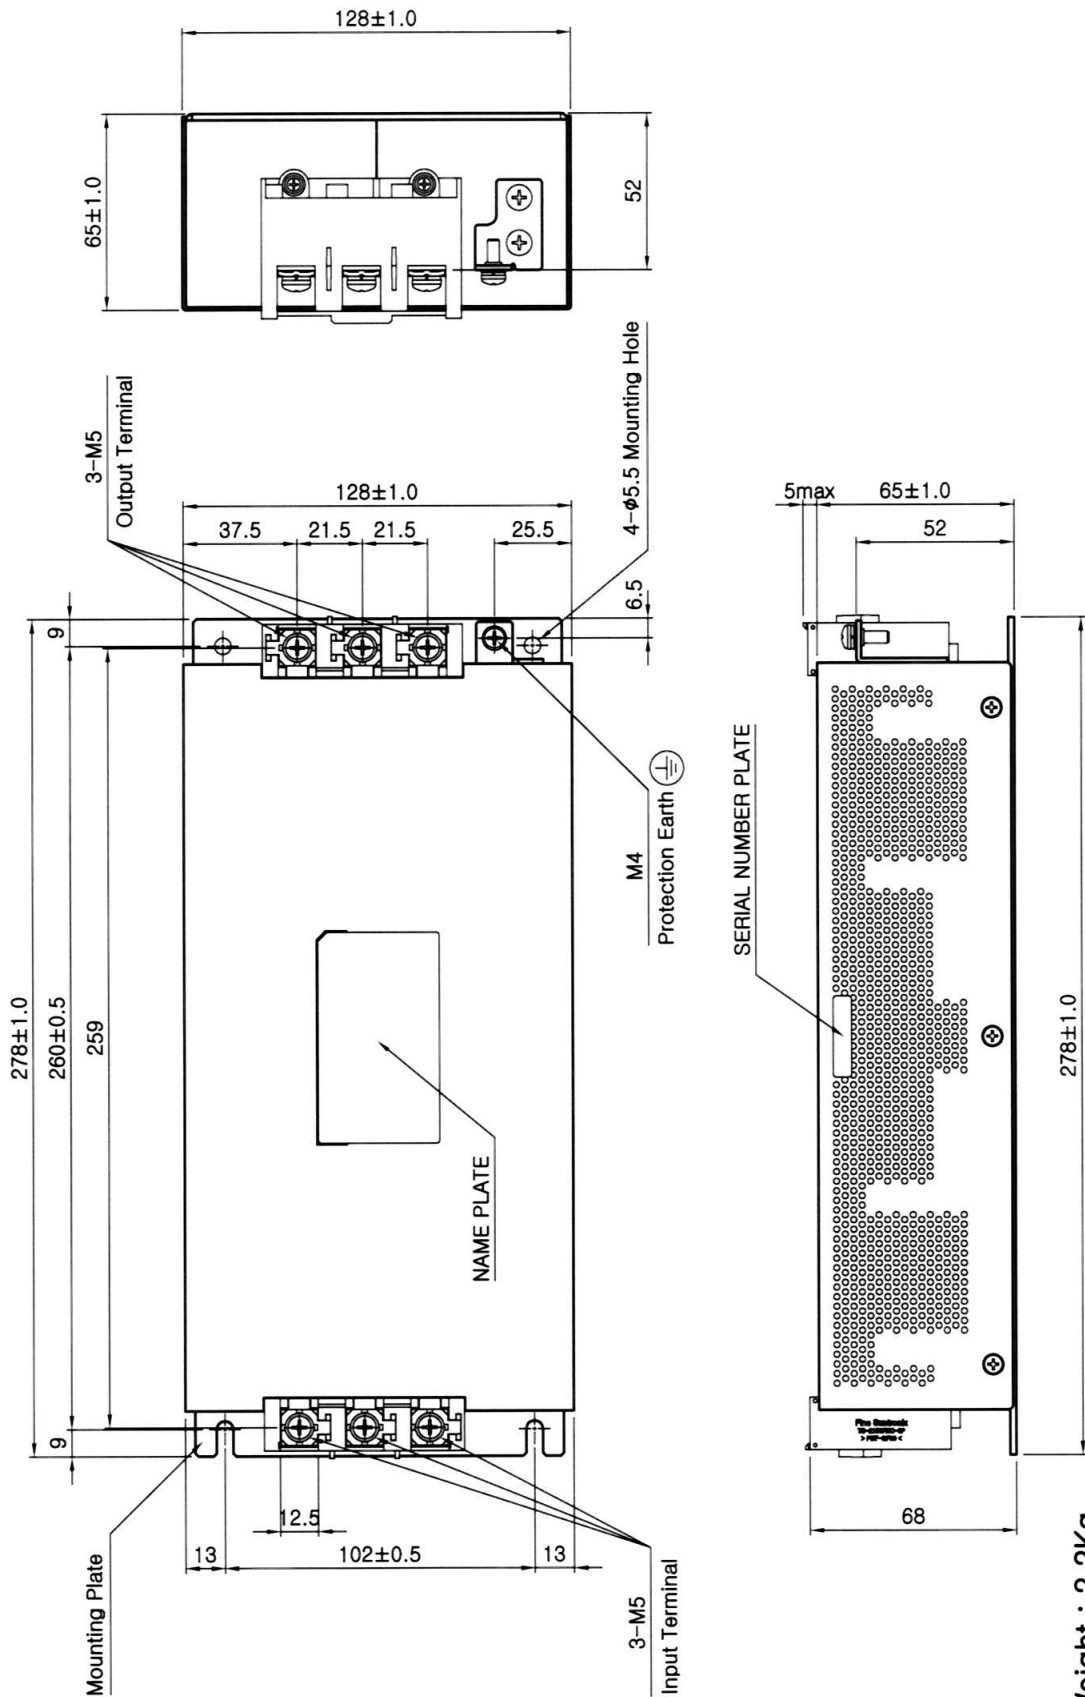 128±1.0
65±1.0
52
3-M5
Output Terminal
4-ϕ5.5 Mounting Hole
128±1.0
37.5
21.5
21.5
25.5
6.5
9
278±1.0
260±0.5
259
9
M4
Protection Earth
NAME PLATE
12.5
13
102±0.5
13
Mounting Plate
3-M5
Input Terminal
5max
65±1.0
52
SERIAL NUMBER PLATE
278±1.0
68